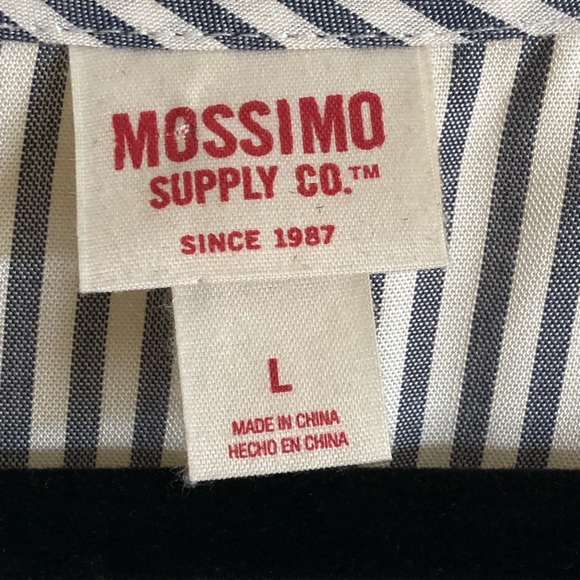 MOSSIMO
SUPPLY CO.™
SINCE 1987
L
MADE IN CHINA
HECHO EN CHINA